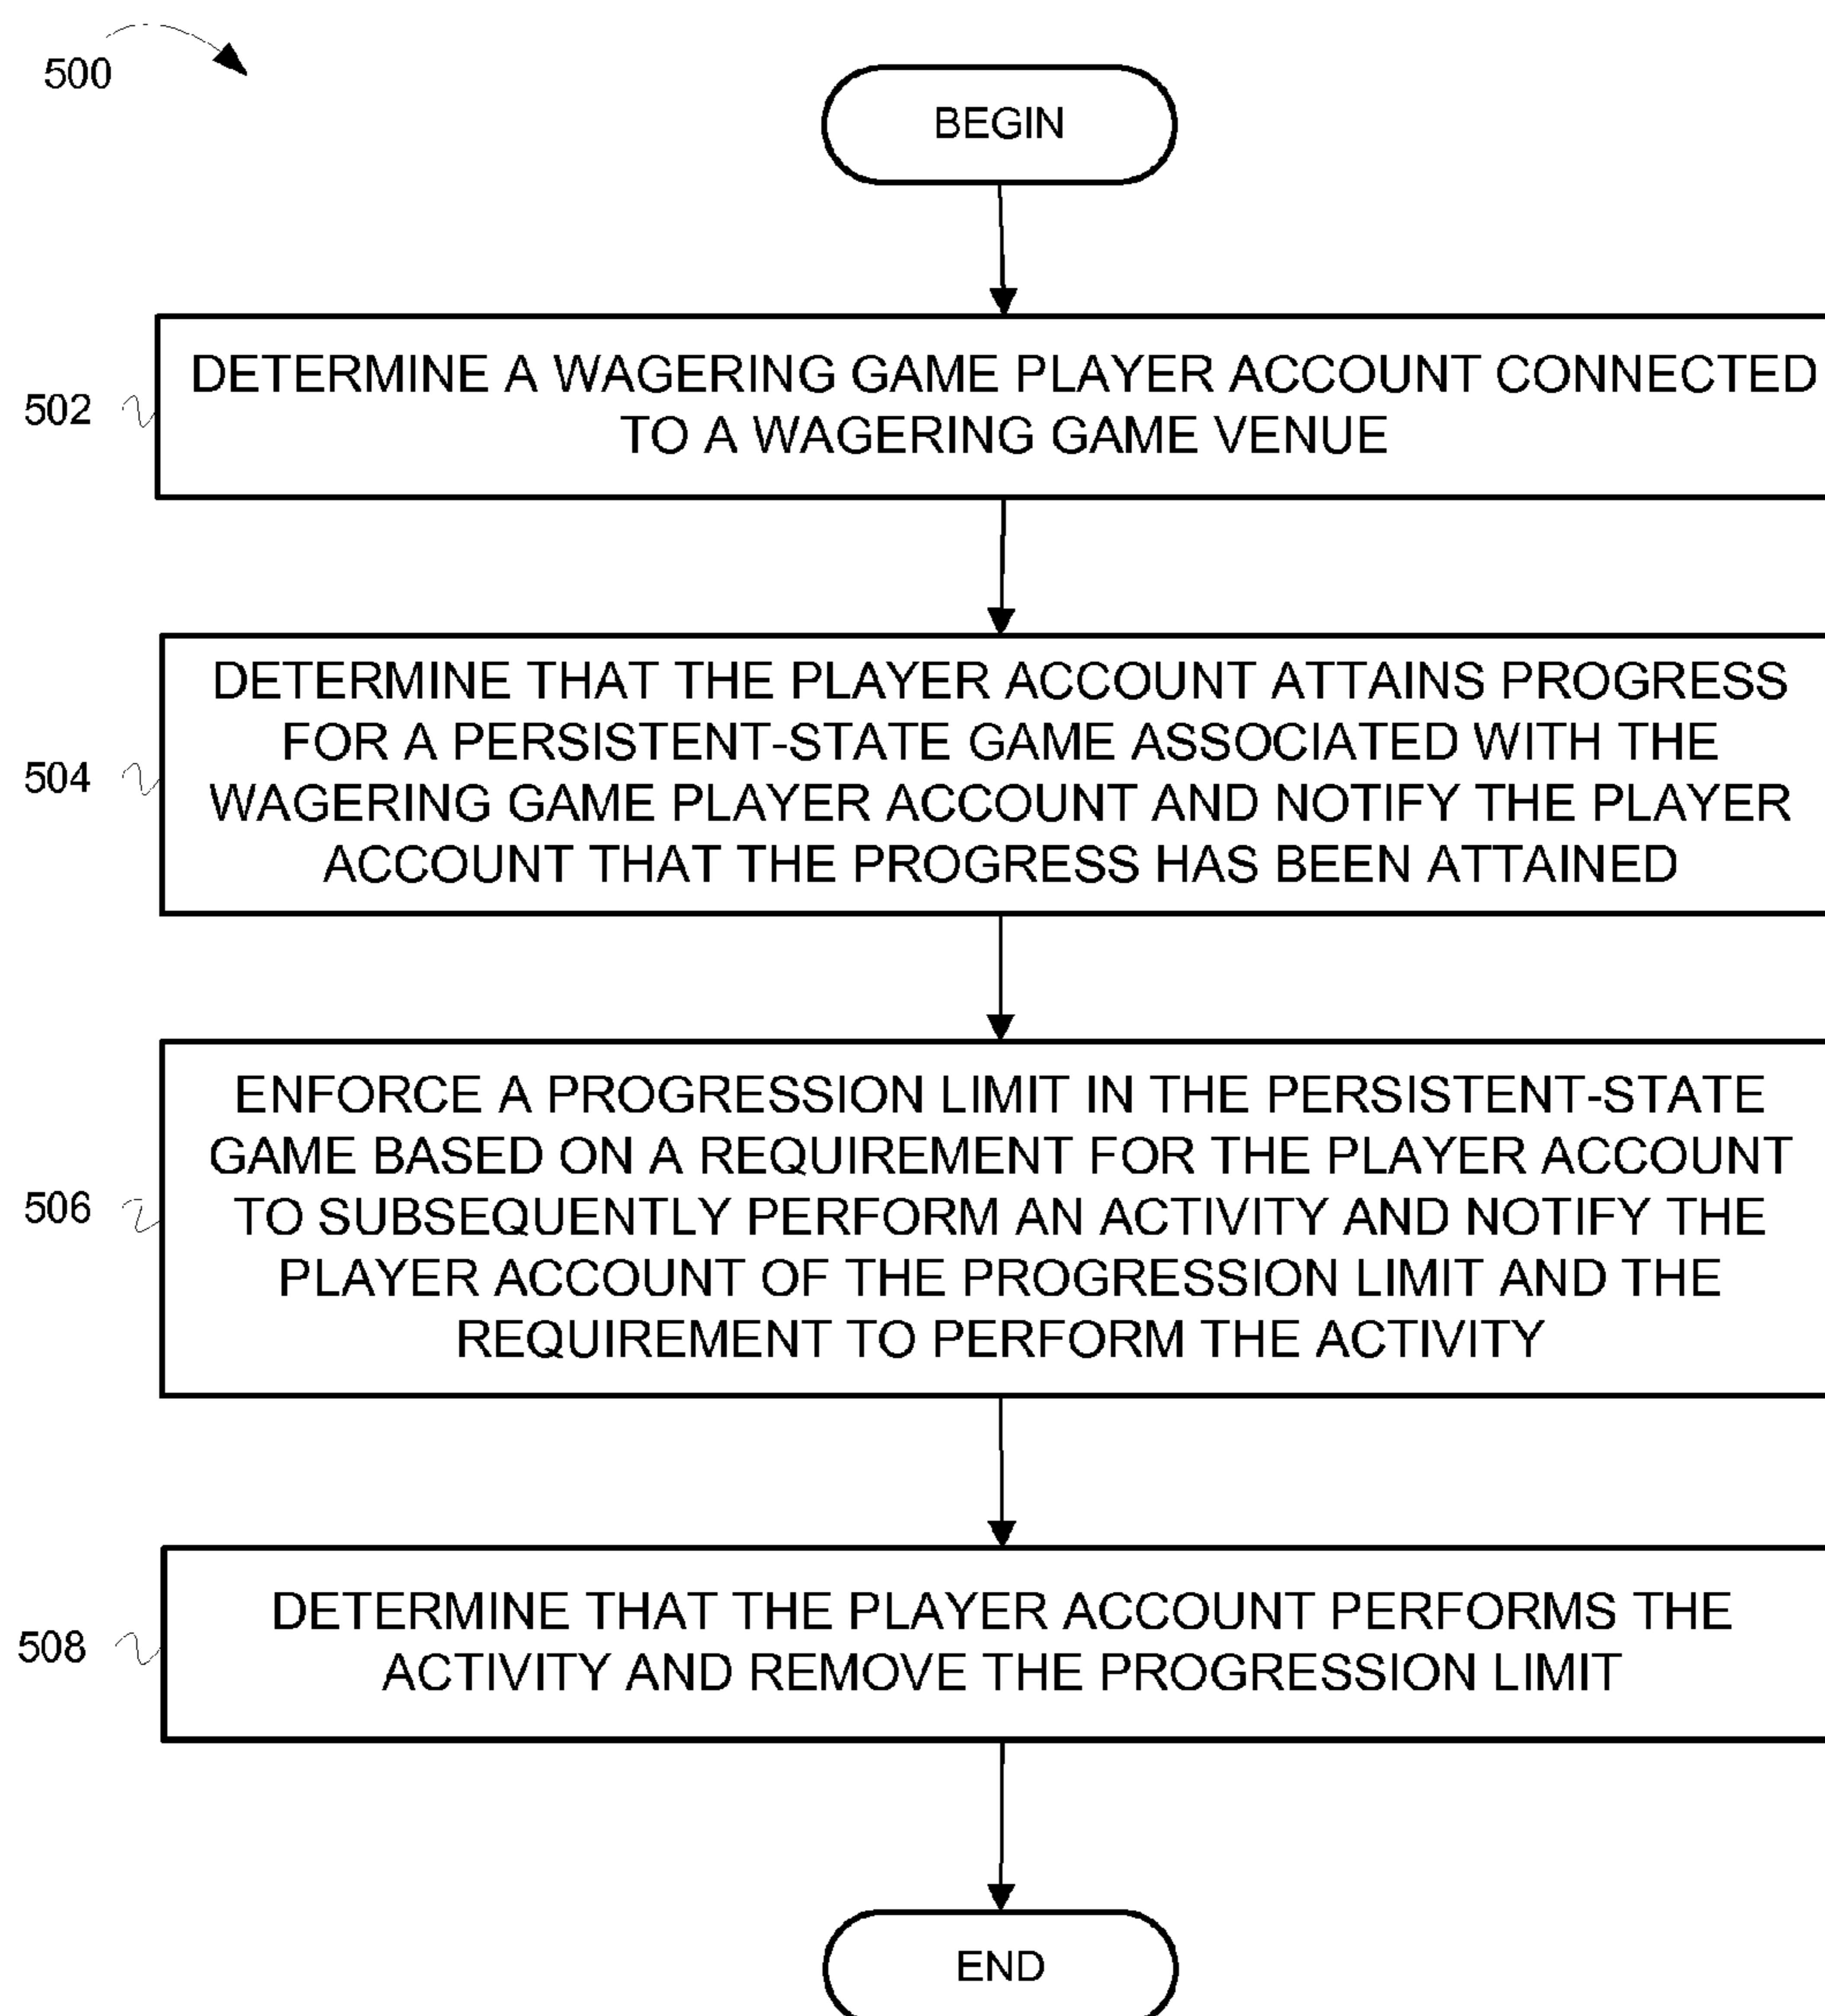 500
BEGIN
502
DETERMINE A WAGERING GAME PLAYER ACCOUNT CONNECTED
TO A WAGERING GAME VENUE
504
DETERMINE THAT THE PLAYER ACCOUNT ATTAINS PROGRESS
FOR A PERSISTENT-STATE GAME ASSOCIATED WITH THE
WAGERING GAME PLAYER ACCOUNT AND NOTIFY THE PLAYER
ACCOUNT THAT THE PROGRESS HAS BEEN ATTAINED
506
ENFORCE A PROGRESSION LIMIT IN THE PERSISTENT-STATE
GAME BASED ON A REQUIREMENT FOR THE PLAYER ACCOUNT
TO SUBSEQUENTLY PERFORM AN ACTIVITY AND NOTIFY THE
PLAYER ACCOUNT OF THE PROGRESSION LIMIT AND THE
REQUIREMENT TO PERFORM THE ACTIVITY
508
DETERMINE THAT THE PLAYER ACCOUNT PERFORMS THE
ACTIVITY AND REMOVE THE PROGRESSION LIMIT
END